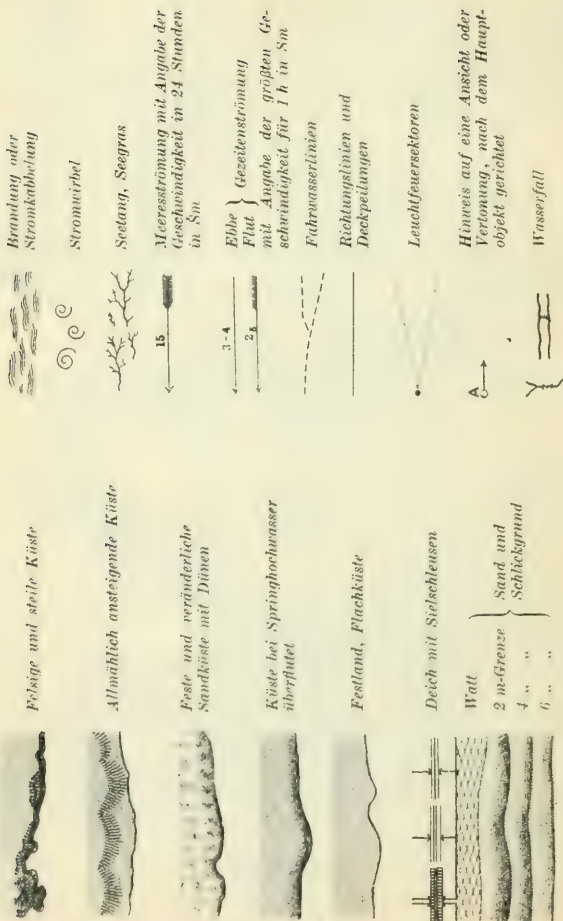 Felsige und steile Küste
Allmählich ansteigende Küste
Feste und veränderliche
Sandküste mit Dünen
Küste bei Springhochwasser
überflutet
Festland, Flachküste
Deich mit Sielschleusen
Watt
2 m-Grenze
4 „ „
6 „ „
Sand und
Schlickgrund
Brandung oder
Stromkabbelung
Stromwirbel
Seetang, Seegras
15
Meeresströmung mit Angabe der
Geschwindigkeit in 24 Stunden
in Sm
3-4
Ebbe
2
Flut
Gezeitenströmung
mit Angabe der größten Ge-
schwindigkeit für 1 h in Sm
Fahrwasserlinien
Richtungslinien und
Deckpeilungen
Leuchtfeuersektoren
A
Hinweis auf eine Ansicht oder
Vertonung, nach dem Haupt-
objekt gerichtet
Wasserfall